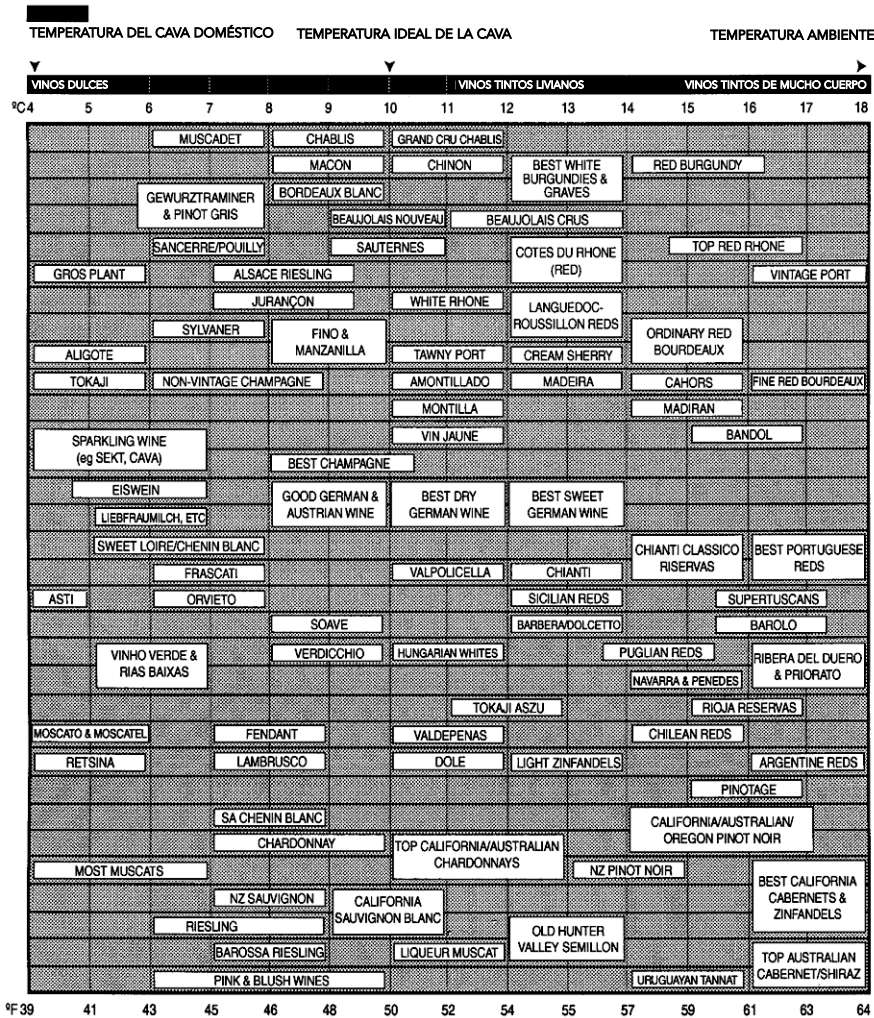 TEMPERATURA DEL CAVA DOMÉSTICO TEMPERATURA IDEAL DE LA CAVA TEMPERATURA AMBIENTE
VINOS DULCES VINOS TINTOS LIVIANOS VINOS TINTOS DE MUCHO CUERPO
ºC4 5 6 7 8 9 10 11 12 13 14 15 16 17 18
MUSCADET CHABLIS GRAND CRU CHABLIS
MACON CHINON BEST WHITE RED BURGUNDY
BURGUNDIES &
GRAVES
GEWURZTRAMINER BORDEAUX BLANC
& PINOT GRIS
BEAUJOLAIS NOUVEAU BEAUJOLAIS CRUS
SANCERRE/POUILLY SAUTERNES COTES DU RHONE TOP RED RHONE
(RED)
GROS PLANT ALSACE RIESLING VINTAGE PORT
JURANÇON WHITE RHONE LANGUEDOC-
ROUSSILLON REDS
SYLVANER FINO & ORDINARY RED
MANZANILLA BOURDEAUX
ALIGOTE TAWNY PORT CREAM SHERRY
TOKAJI NON-VINTAGE CHAMPAGNE AMONTILLADO MADEIRA CAHORS FINE RED BOURDEAUX
MONTILLA MADIRAN
SPARKLING WINE VIN JAUNE BANDOL
(eg SEKT, CAVA)
BEST CHAMPAGNE
EISWEIN GOOD GERMAN & BEST DRY BEST SWEET
AUSTRIAN WINE GERMAN WINE GERMAN WINE
LIEBFRAUMILCH, ETC
SWEET LOIRE/CHENIN BLANC CHIANTI CLASSICO BEST PORTUGUESE
RISERVAS REDS
FRASCATI VALPOLICELLA CHIANTI
ASTI ORVIETO SICILIAN REDS SUPERTUSCANS
SOAVE BARBERA/DOLCETTO BAROLO
VINHO VERDE & VERDICCHIO HUNGARIAN WHITES PUGLIAN REDS RIBERA DEL DUERO
RIAS BAIXAS & PRIORATO
NAVARRA & PENEDES
TOKAJI ASZU RIOJA RESERVAS
MOSCATO & MOSCATEL FENDANT VALDEPENAS CHILEAN REDS
RETSINA LAMBRUSCO DOLE LIGHT ZINFANDELS ARGENTINE REDS
PINOTAGE
SA CHENIN BLANC CALIFORNIA/AUSTRALIAN/
OREGON PINOT NOIR
CHARDONNAY TOP CALIFORNIA/AUSTRALIAN
CHARDONNAYS
MOST MUSCATS NZ PINOT NOIR BEST CALIFORNIA
CABERNETS &
ZINFANDELS
NZ SAUVIGNON CALIFORNIA
SAUVIGNON BLANC
RIESLING OLD HUNTER
VALLEY SEMILLON
BAROSSA RIESLING LIQUEUR MUSCAT TOP AUSTRALIAN
CABERNET/SHIRAZ
PINK & BLUSH WINES URUGUAYAN TANNAT
ºF39 41 43 45 46 48 50 52 54 55 57 59 61 63 64